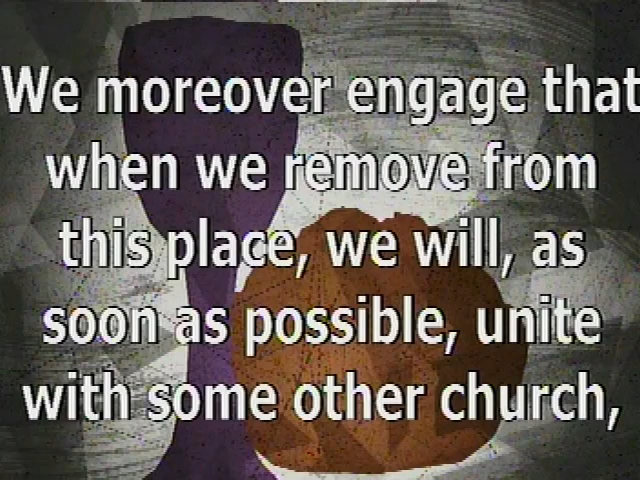 We moreover engage that
when we remove from
this place, we will, as
soon as possible, unite
with some other church,